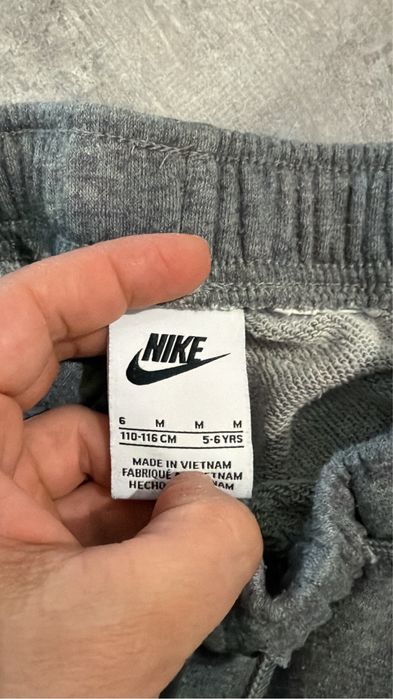 NIKE
6 M M M
110-116 CM 5-6 YRS
MADE IN VIETNAM
FABRIQUÉ
HECHO